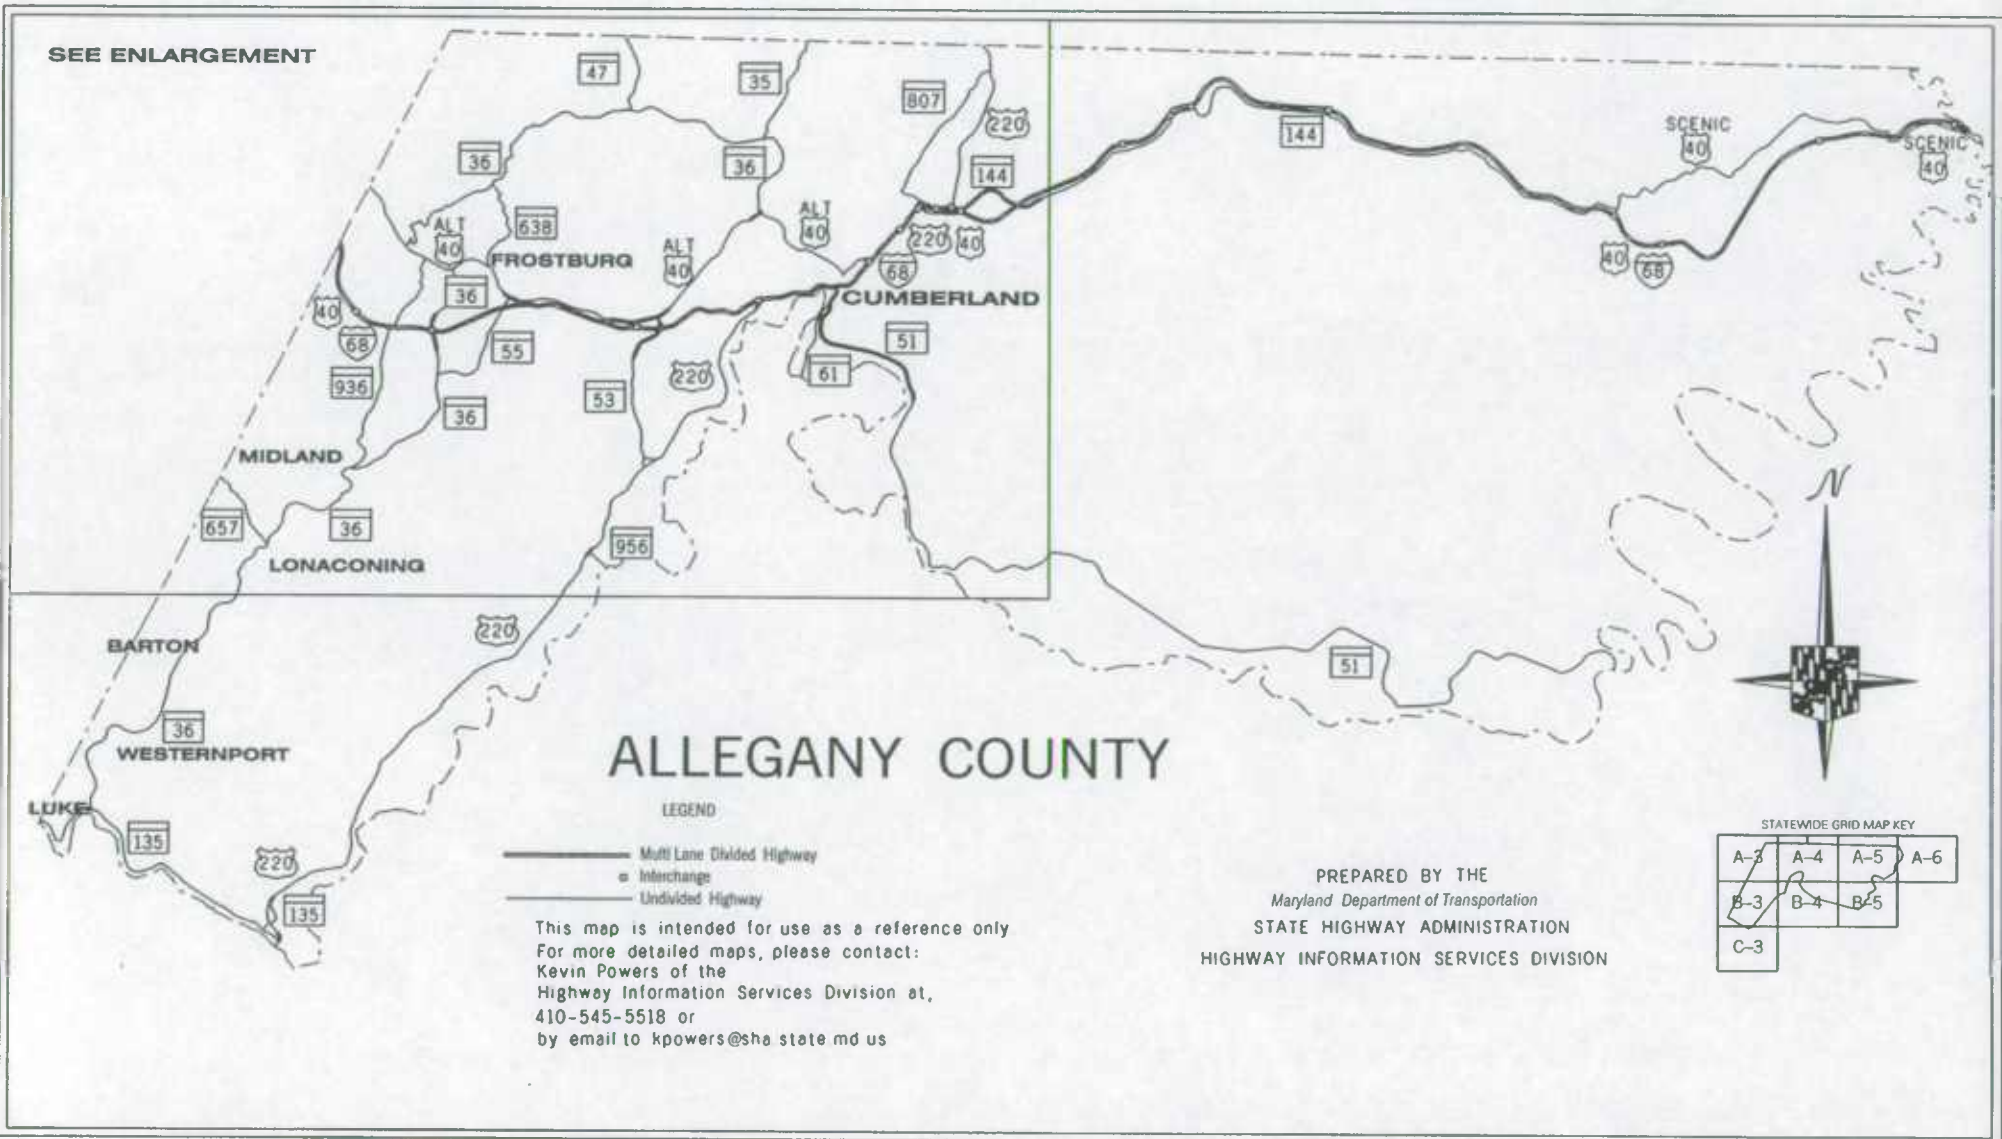 SEE ENLARGEMENT
47
35
807
220
144
SCENIC
40
SCENIC
40
36
36
144
ALT
40
638
ALT
40
ALT
40
220
40
FROSTBURG
68
40
68
36
CUMBERLAND
40
68
55
51
936
220
61
53
36
MIDLAND
657
36
956
LONACONING
220
BARTON
51
36
WESTERNPORT
ALLEGANY COUNTY
LUKE
LEGEND
135
Multi Lane Divided Highway
Interchange
Undivided Highway
220
135
This map is intended for use as a reference only
For more detailed maps, please contact:
Kevin Powers of the
Highway Information Services Division at,
410-545-5518 or
by email to kpowers@sha state md us
PREPARED BY THE
Maryland Department of Transportation
STATE HIGHWAY ADMINISTRATION
HIGHWAY INFORMATION SERVICES DIVISION
N
STATEWIDE GRID MAP KEY
A-3 A-4 A-5 A-6
B-3 B-4 B-5
C-3